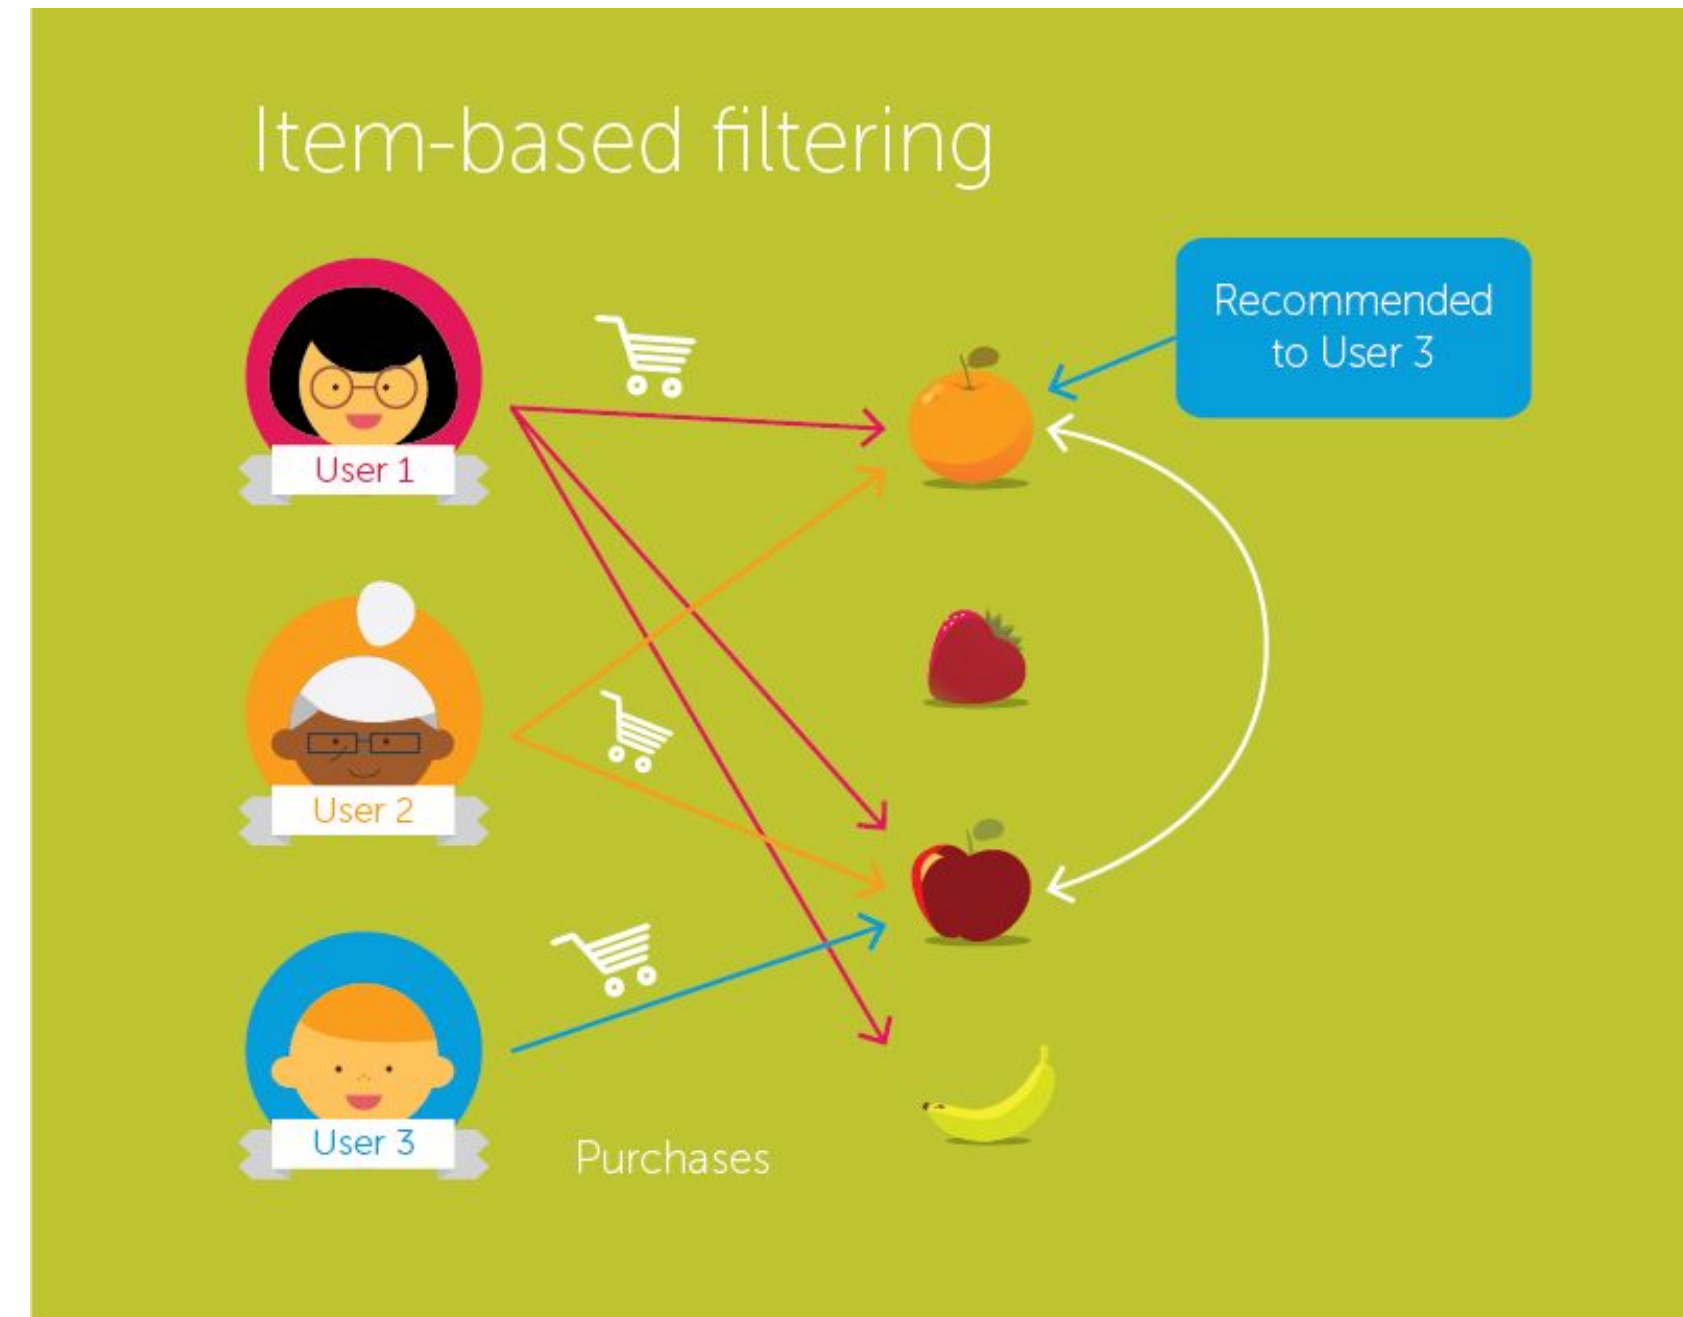 Item-based filtering
Recommended
to User 3
User 1
User 2
User 3
Purchases